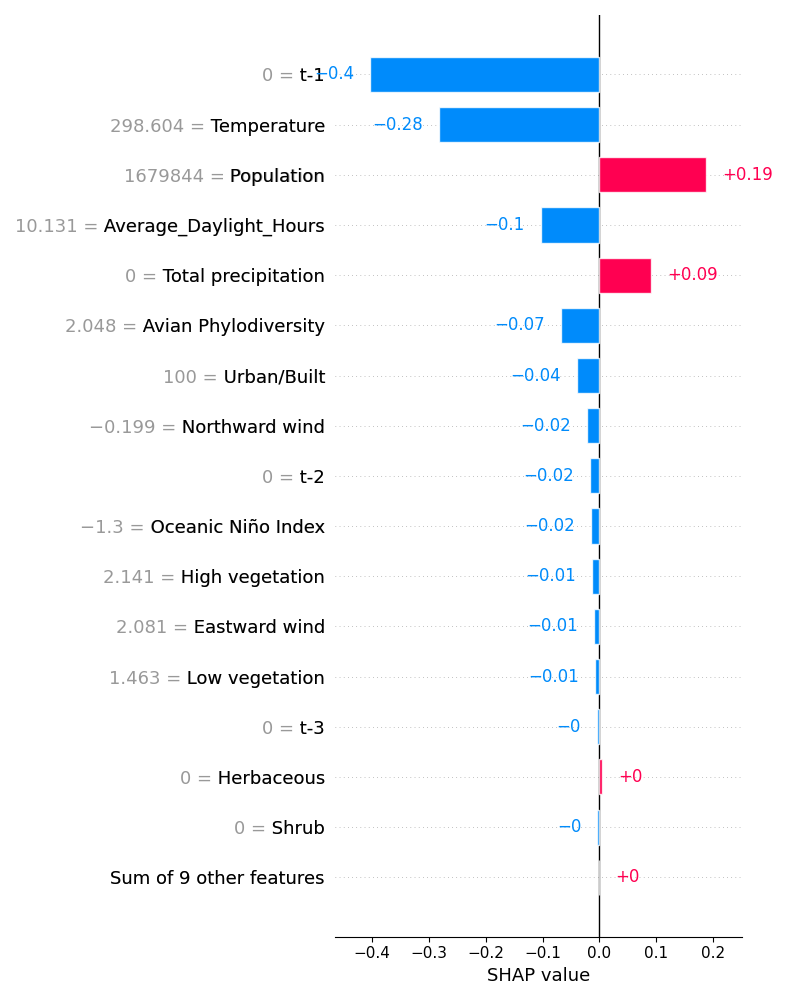 0 = t-1 −0.4
298.604 = Temperature −0.28
1679844 = Population +0.19
10.131 = Average_Daylight_Hours −0.1
0 = Total precipitation +0.09
2.048 = Avian Phylodiversity −0.07
100 = Urban/Built −0.04
−0.199 = Northward wind −0.02
0 = t-2 −0.02
−1.3 = Oceanic Niño Index −0.02
2.141 = High vegetation −0.01
2.081 = Eastward wind −0.01
1.463 = Low vegetation −0.01
0 = t-3 −0
0 = Herbaceous +0
0 = Shrub −0
Sum of 9 other features +0
−0.4 −0.3 −0.2 −0.1 0.0 0.1 0.2
SHAP value